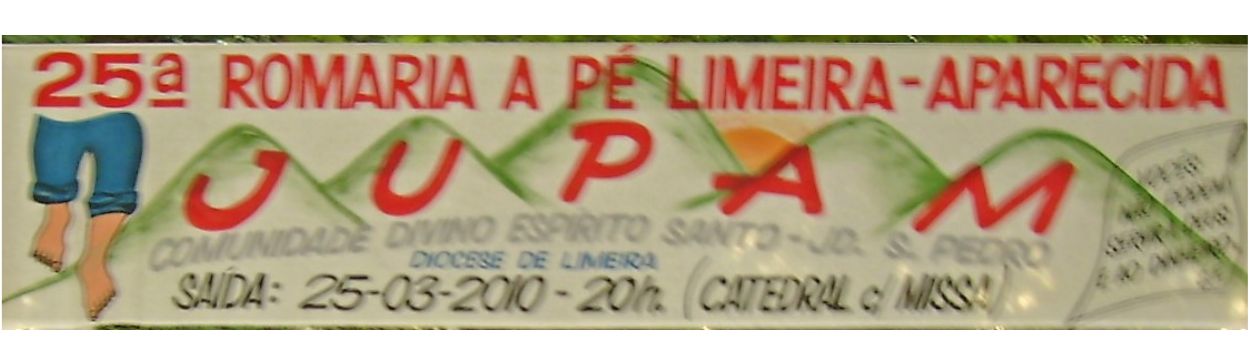 25ª ROMARIA A PÉ LIMEIRA-APARECIDA
JUPAM
COMUNIDADE DIVINO ESPÍRITO SANTO - JD. S. PEDRO
DIOCESE DE LIMEIRA
SAÍDA: 25-03-2010 - 20h. (CATEDRAL c/ MISSA)